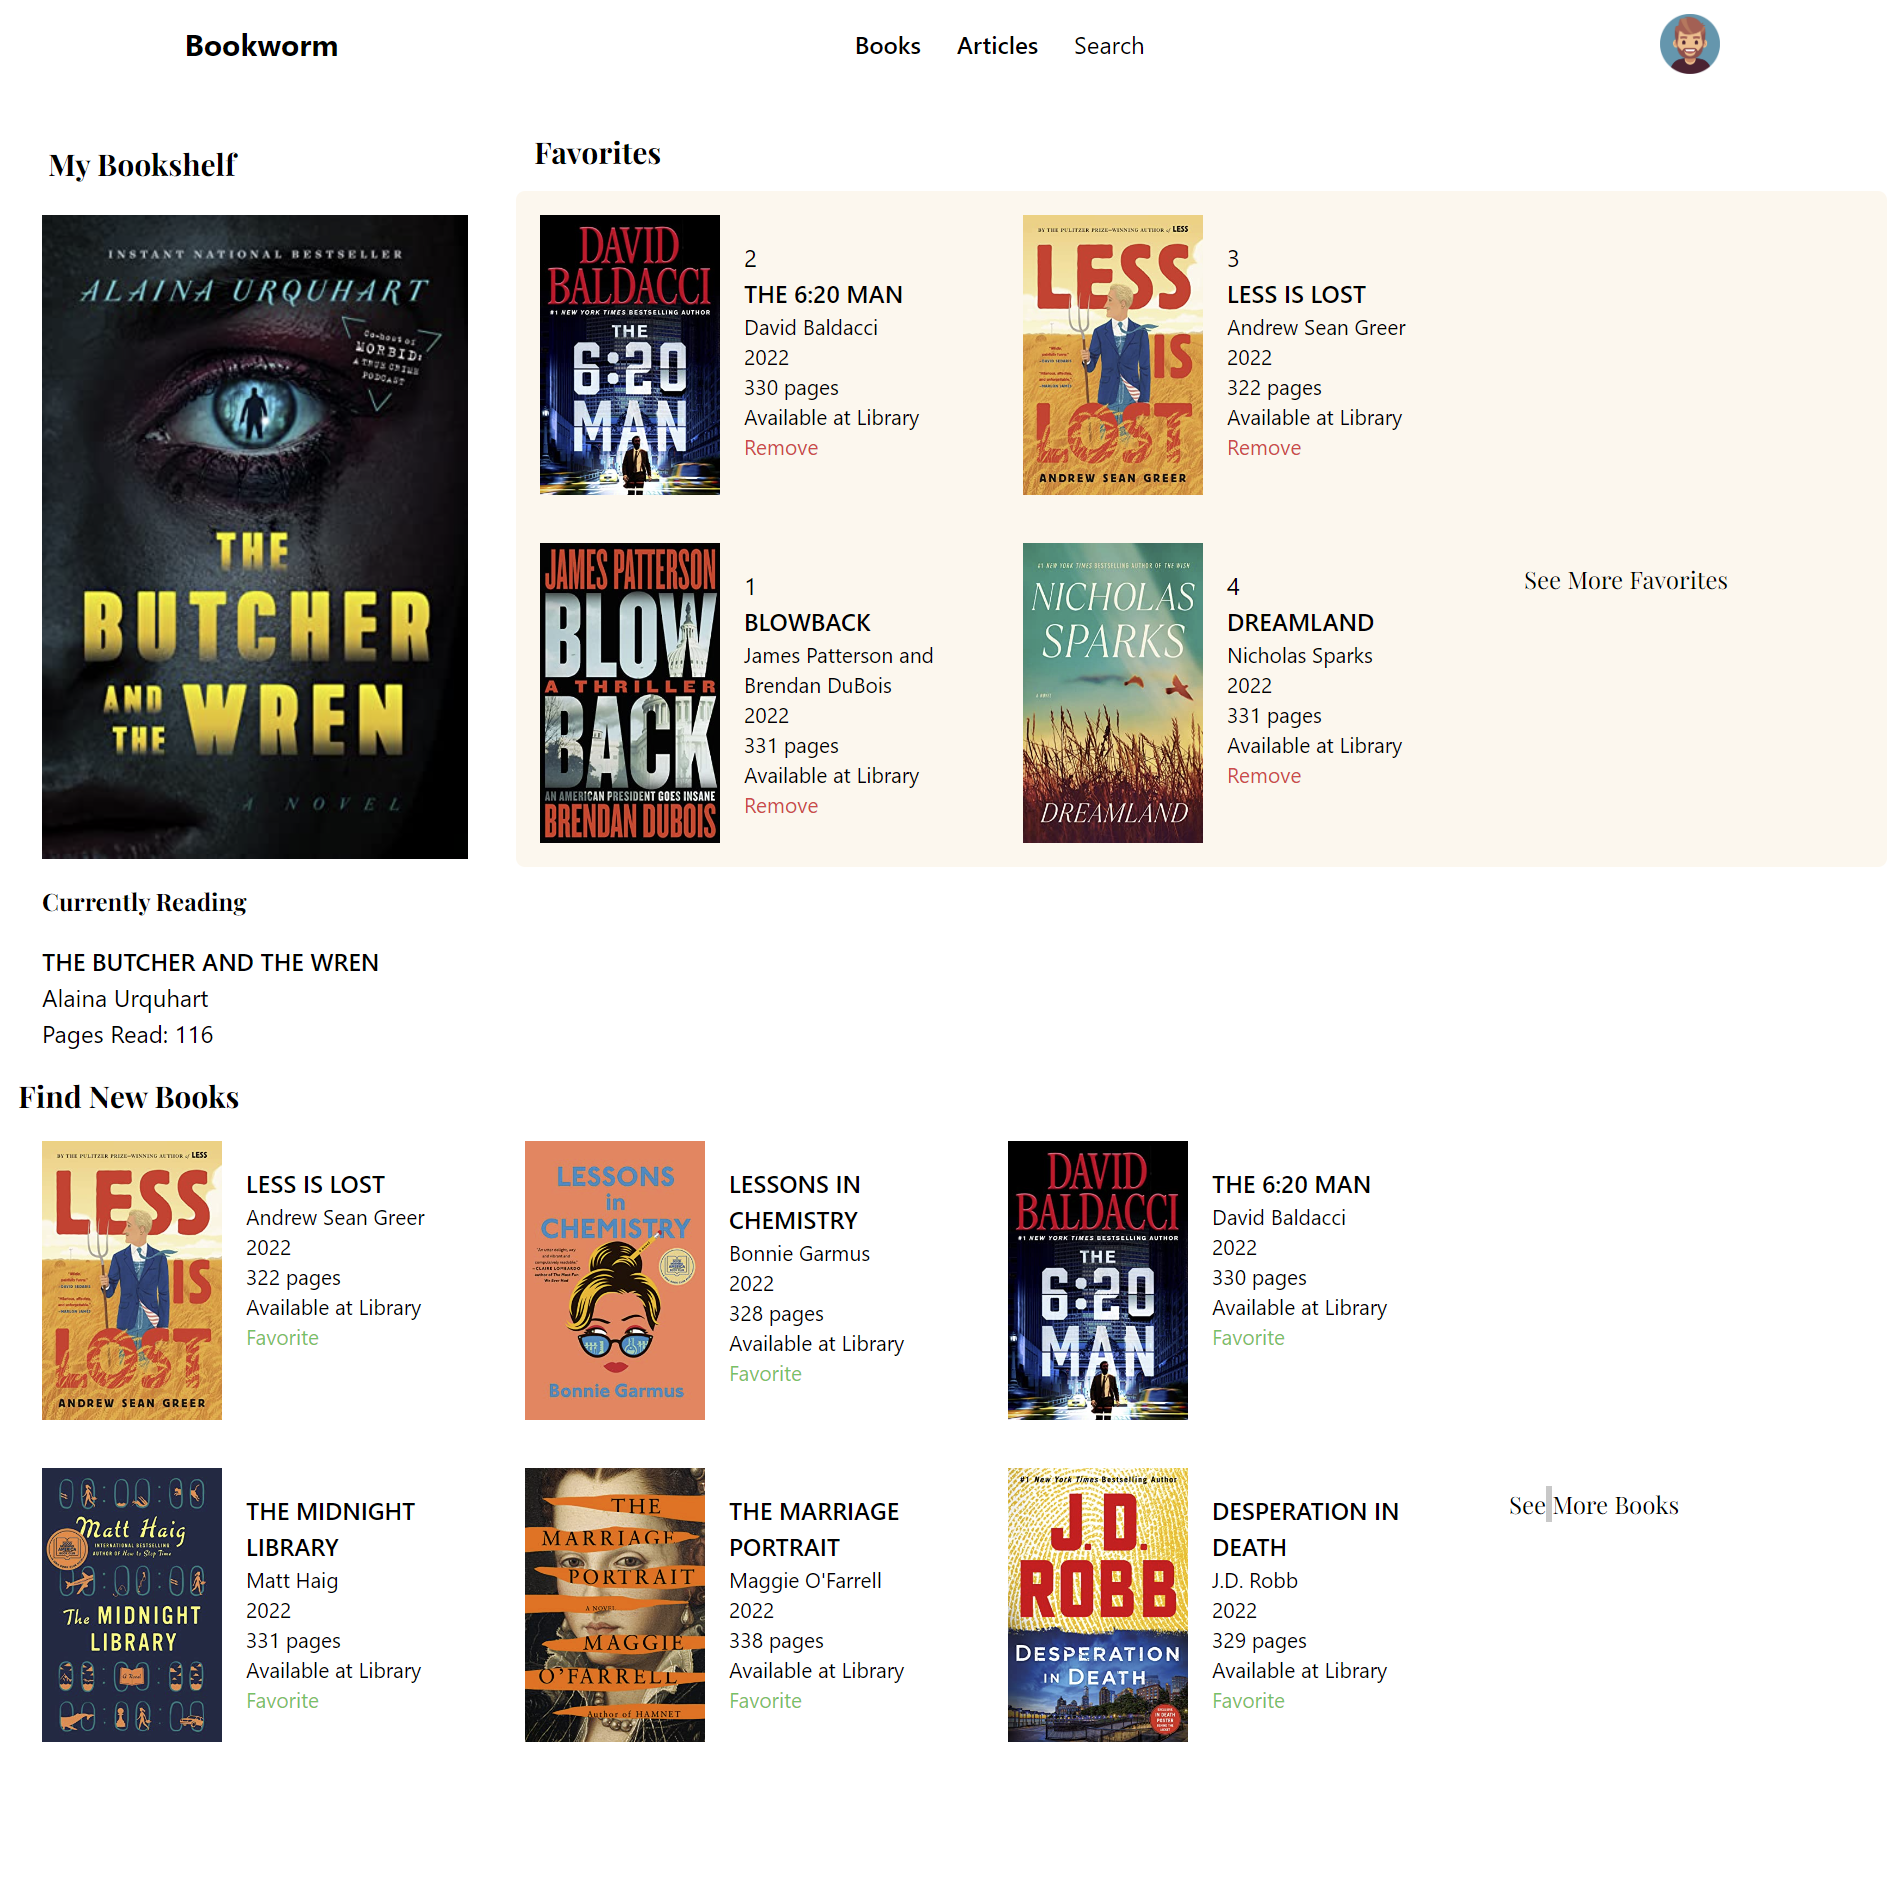 Bookworm
Books
Articles
Search
My Bookshelf
INSTANT NATIONAL BESTSELLER
ALAINA URQUHART
Co-host of
MORBID:
A TRUE CRIME
PODCAST
THE
BUTCHER
AND
THE WREN
A NOVEL
Currently Reading
THE BUTCHER AND THE WREN
Alaina Urquhart
Pages Read: 116
Favorites
DAVID
BALDACCI
#1 NEW YORK TIMES BESTSELLING AUTHOR
THE
6:20
MAN
2
THE 6:20 MAN
David Baldacci
2022
330 pages
Available at Library
Remove
BY THE PULITZER PRIZE–WINNING AUTHOR of LESS
LESS
IS
LOST
ANDREW SEAN GREER
3
LESS IS LOST
Andrew Sean Greer
2022
322 pages
Available at Library
Remove
JAMES PATTERSON
BLOW
A THRILLER
BACK
AN AMERICAN PRESIDENT GOES INSANE
BRENDAN DUBOIS
1
BLOWBACK
James Patterson and
Brendan DuBois
2022
331 pages
Available at Library
Remove
#1 NEW YORK TIMES BESTSELLING AUTHOR OF THE WISH
NICHOLAS
SPARKS
A NOVEL
DREAMLAND
4
DREAMLAND
Nicholas Sparks
2022
331 pages
Available at Library
Remove
See More Favorites
Find New Books
BY THE PULITZER PRIZE–WINNING AUTHOR of LESS
LESS
IS
LOST
ANDREW SEAN GREER
LESS IS LOST
Andrew Sean Greer
2022
322 pages
Available at Library
Favorite
LESSONS
in
CHEMISTRY
Bonnie Garmus
LESSONS IN
CHEMISTRY
Bonnie Garmus
2022
328 pages
Available at Library
Favorite
DAVID
BALDACCI
#1 NEW YORK TIMES BESTSELLING AUTHOR
THE
6:20
MAN
THE 6:20 MAN
David Baldacci
2022
330 pages
Available at Library
Favorite
Matt Haig
INTERNATIONAL BESTSELLING
AUTHOR OF How to Stop Time
The MIDNIGHT
LIBRARY
A Novel
THE MIDNIGHT
LIBRARY
Matt Haig
2022
331 pages
Available at Library
Favorite
THE
MARRIAGE
PORTRAIT
A NOVEL
MAGGIE
O'FARRELL
Author of HAMNET
THE MARRIAGE
PORTRAIT
Maggie O'Farrell
2022
338 pages
Available at Library
Favorite
#1 New York Times Bestselling Author
J.D.
ROBB
DESPERATION
IN DEATH
DESPERATION IN
DEATH
J.D. Robb
2022
329 pages
Available at Library
Favorite
See More Books